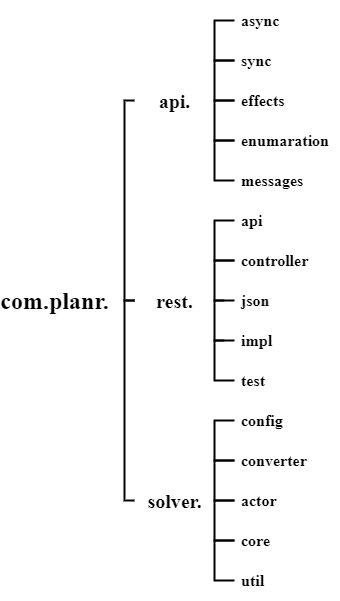 com.planr.
api.
async
sync
effects
enumaration
messages
rest.
api
controller
json
impl
test
solver.
config
converter
actor
core
util